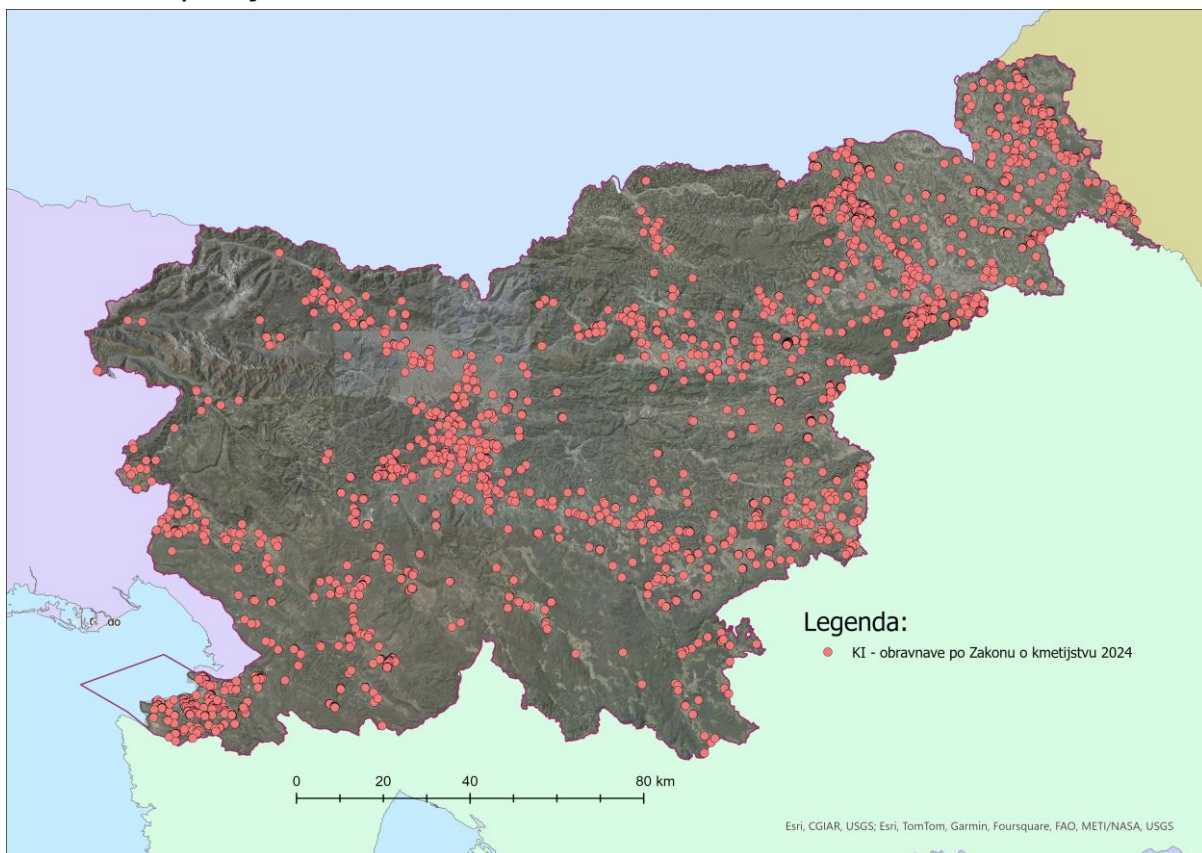 Legenda:
KI - obravnave po Zakonu o kmetijstvu 2024
0 20 40 80 km
Esri, CGIAR, USGS; Esri, TomTom, Garmin, Foursquare, FAO, METI/NASA, USGS